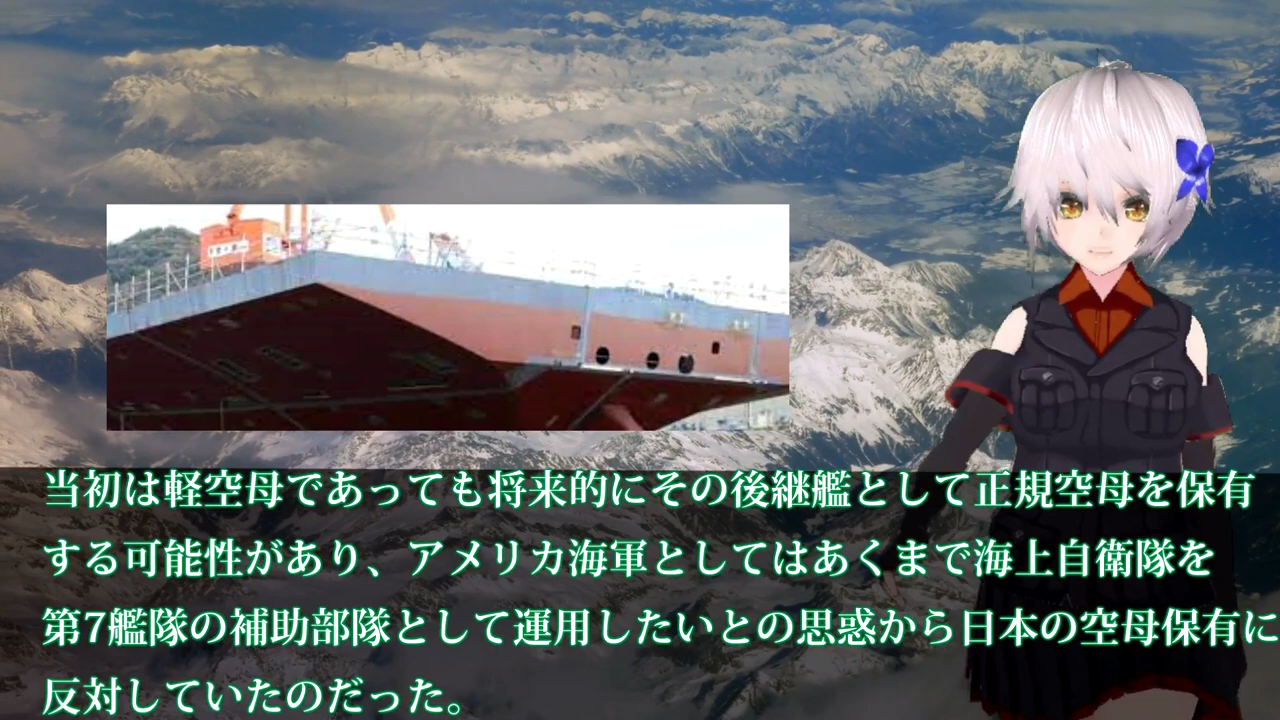 当初は軽空母であっても将来的にその後継艦として正規空母を保有
する可能性があり、アメリカ海軍としてはあくまで海上自衛隊を
第7艦隊の補助部隊として運用したいとの思惑から日本の空母保有に
反対していたのだった。